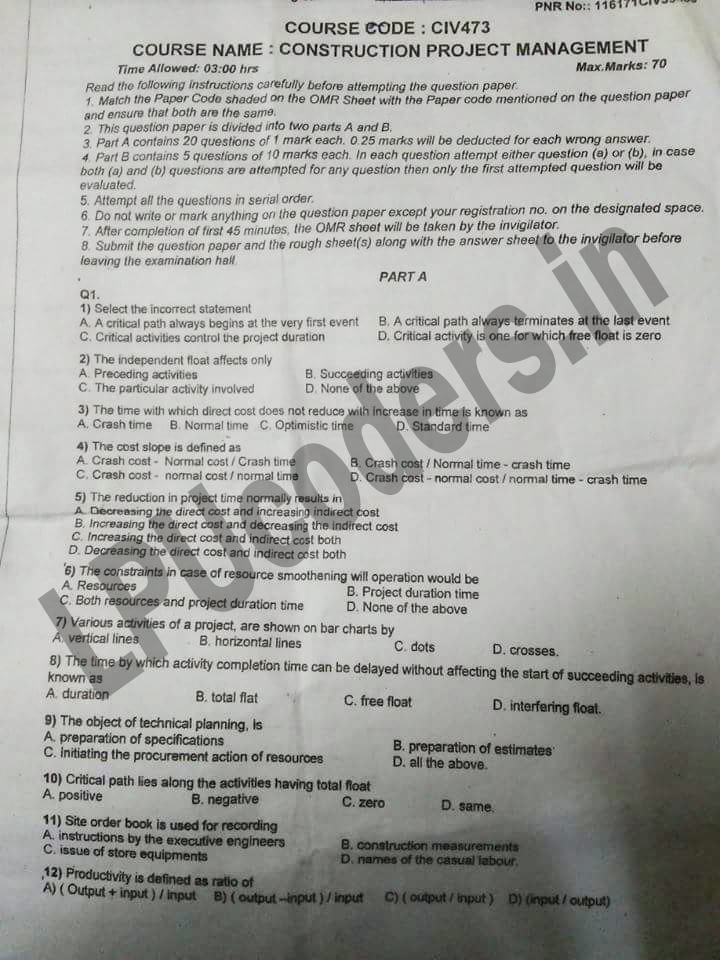 PNR No:: 116171CIV
COURSE CODE : CIV473
COURSE NAME : CONSTRUCTION PROJECT MANAGEMENT
Time Allowed: 03:00 hrs Max.Marks: 70
Read the following instructions carefully before attempting the question paper.
1. Match the Paper Code shaded on the OMR Sheet with the Paper code mentioned on the question paper
and ensure that both are the same.
2. This question paper is divided into two parts A and B.
3. Part A contains 20 questions of 1 mark each. 0.25 marks will be deducted for each wrong answer.
4. Part B contains 5 questions of 10 marks each. In each question attempt either question (a) or (b), in case
both (a) and (b) questions are attempted for any question then only the first attempted question will be
evaluated.
5. Attempt all the questions in serial order.
6. Do not write or mark anything on the question paper except your registration no. on the designated space.
7. After completion of first 45 minutes, the OMR sheet will be taken by the invigilator.
8. Submit the question paper and the rough sheet(s) along with the answer sheet to the invigilator before
leaving the examination hall.
PART A
Q1.
1) Select the incorrect statement
A. A critical path always begins at the very first event B. A critical path always terminates at the last event
C. Critical activities control the project duration D. Critical activity is one for which free float is zero
2) The independent float affects only
A. Preceding activities B. Succeeding activities
C. The particular activity involved D. None of the above
3) The time with which direct cost does not reduce with increase in time is known as
A. Crash time B. Normal time C. Optimistic time D. Standard time
4) The cost slope is defined as
A. Crash cost - Normal cost / Crash time B. Crash cost / Normal time - crash time
C. Crash cost - normal cost / normal time D. Crash cost - normal cost / normal time - crash time
5) The reduction in project time normally results in
A. Decreasing the direct cost and increasing indirect cost
B. Increasing the direct cost and decreasing the indirect cost
C. Increasing the direct cost and indirect cost both
D. Decreasing the direct cost and indirect cost both
6) The constraints in case of resource smoothening will operation would be
A. Resources B. Project duration time
C. Both resources and project duration time D. None of the above
7) Various activities of a project, are shown on bar charts by
A. vertical lines B. horizontal lines C. dots D. crosses.
8) The time by which activity completion time can be delayed without affecting the start of succeeding activities, is
known as
A. duration B. total flat C. free float D. interfering float.
9) The object of technical planning, is
A. preparation of specifications B. preparation of estimates
C. initiating the procurement action of resources D. all the above.
10) Critical path lies along the activities having total float
A. positive B. negative C. zero D. same.
11) Site order book is used for recording
A. instructions by the executive engineers B. construction measurements
C. issue of store equipments D. names of the casual labour.
12) Productivity is defined as ratio of
A) ( Output + input ) / input B) ( output –input ) / input C) ( output / input ) D) (input / output)
LPUcoders.in